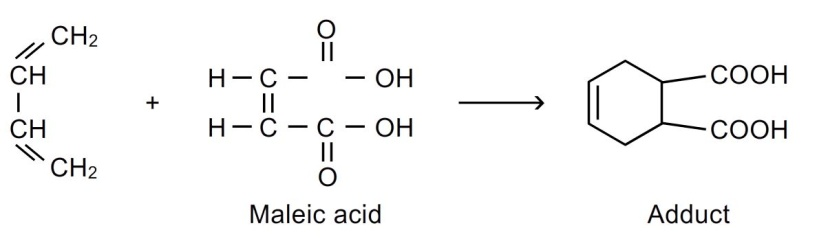 CH2
O
CH
H – C –   – OH
+
COOH
CH
H – C – C – OH
COOH
CH2
O
Maleic acid
Adduct